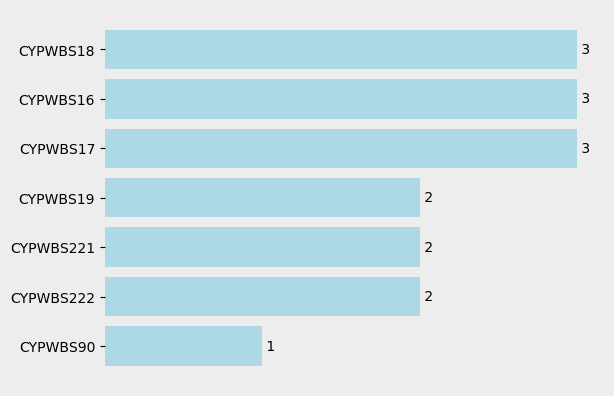 CYPWBS18 3
CYPWBS16 3
CYPWBS17 3
CYPWBS19 2
CYPWBS221 2
CYPWBS222 2
CYPWBS90 1